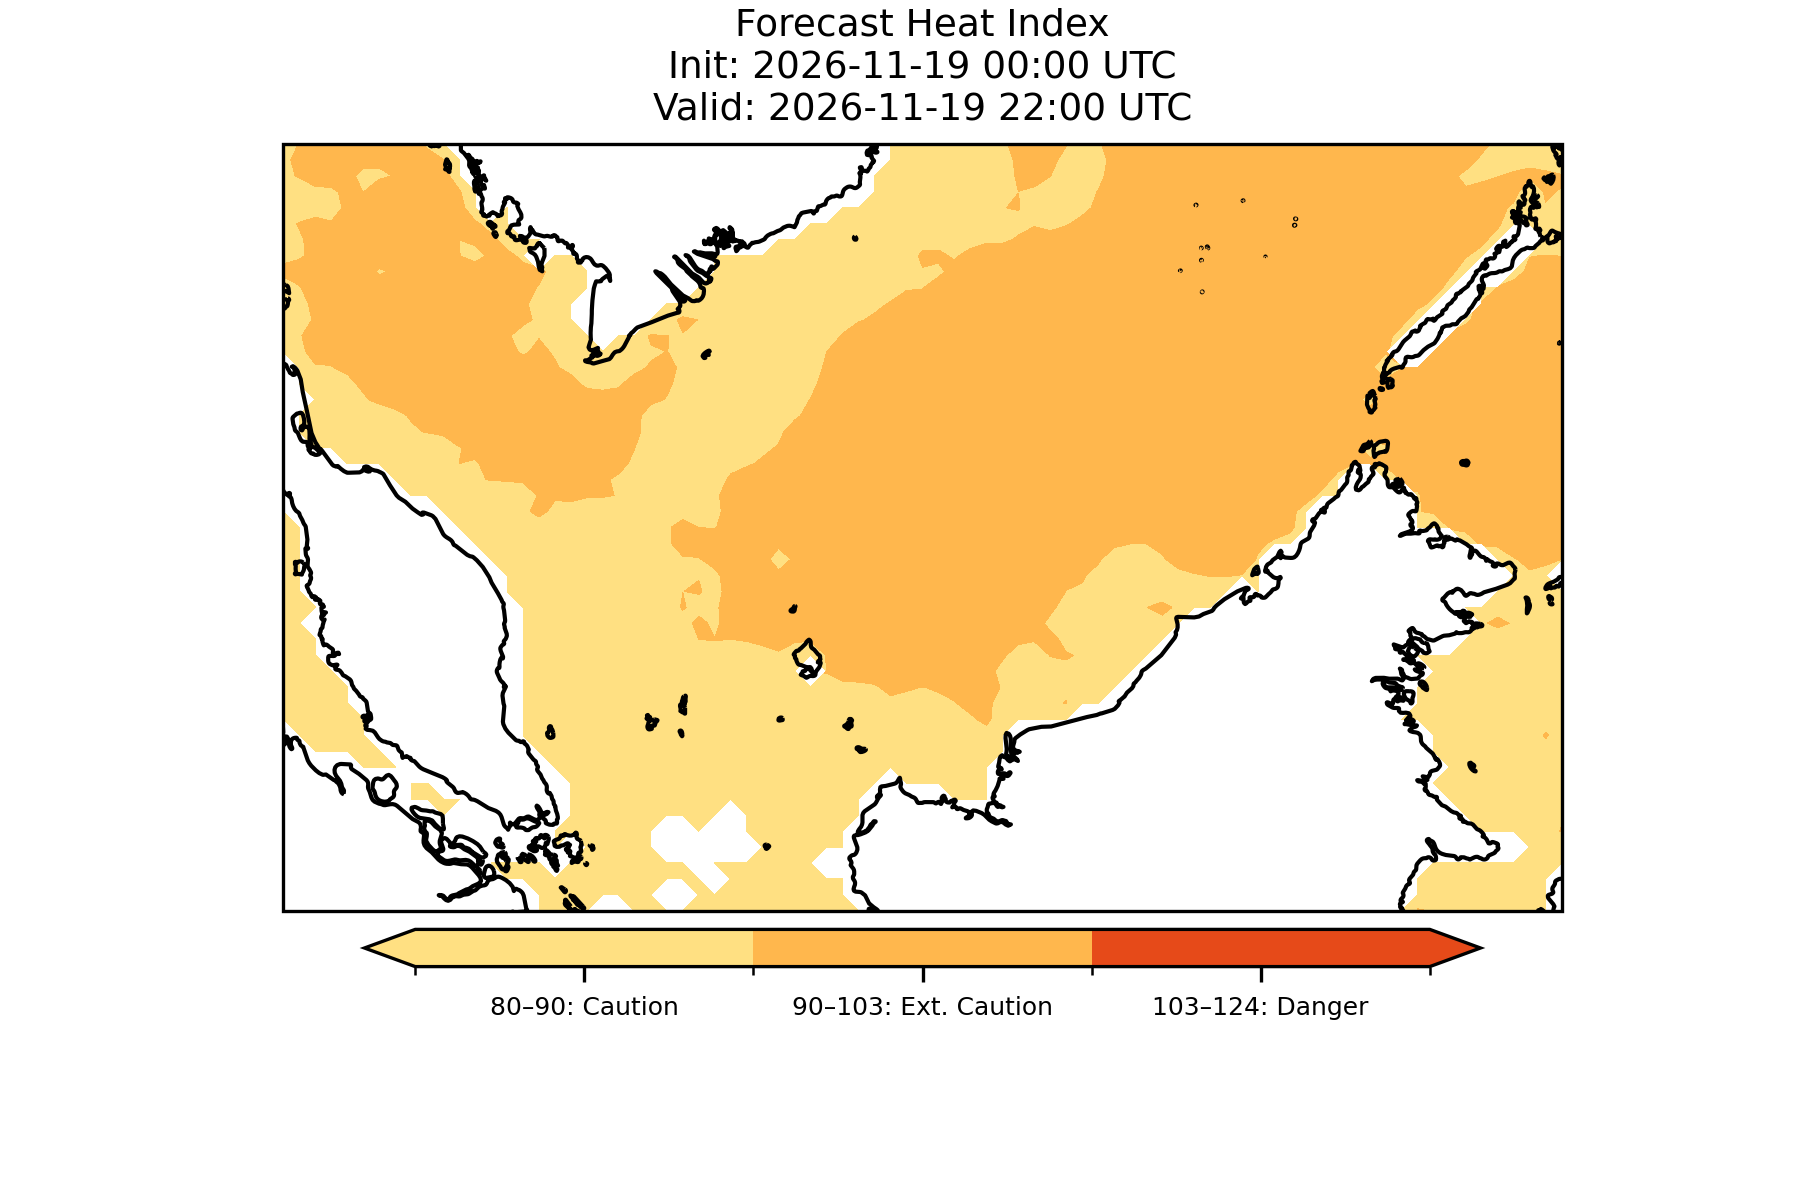 Forecast Heat Index
Init: 2026-11-19 00:00 UTC
Valid: 2026-11-19 22:00 UTC
80–90: Caution
90–103: Ext. Caution
103–124: Danger